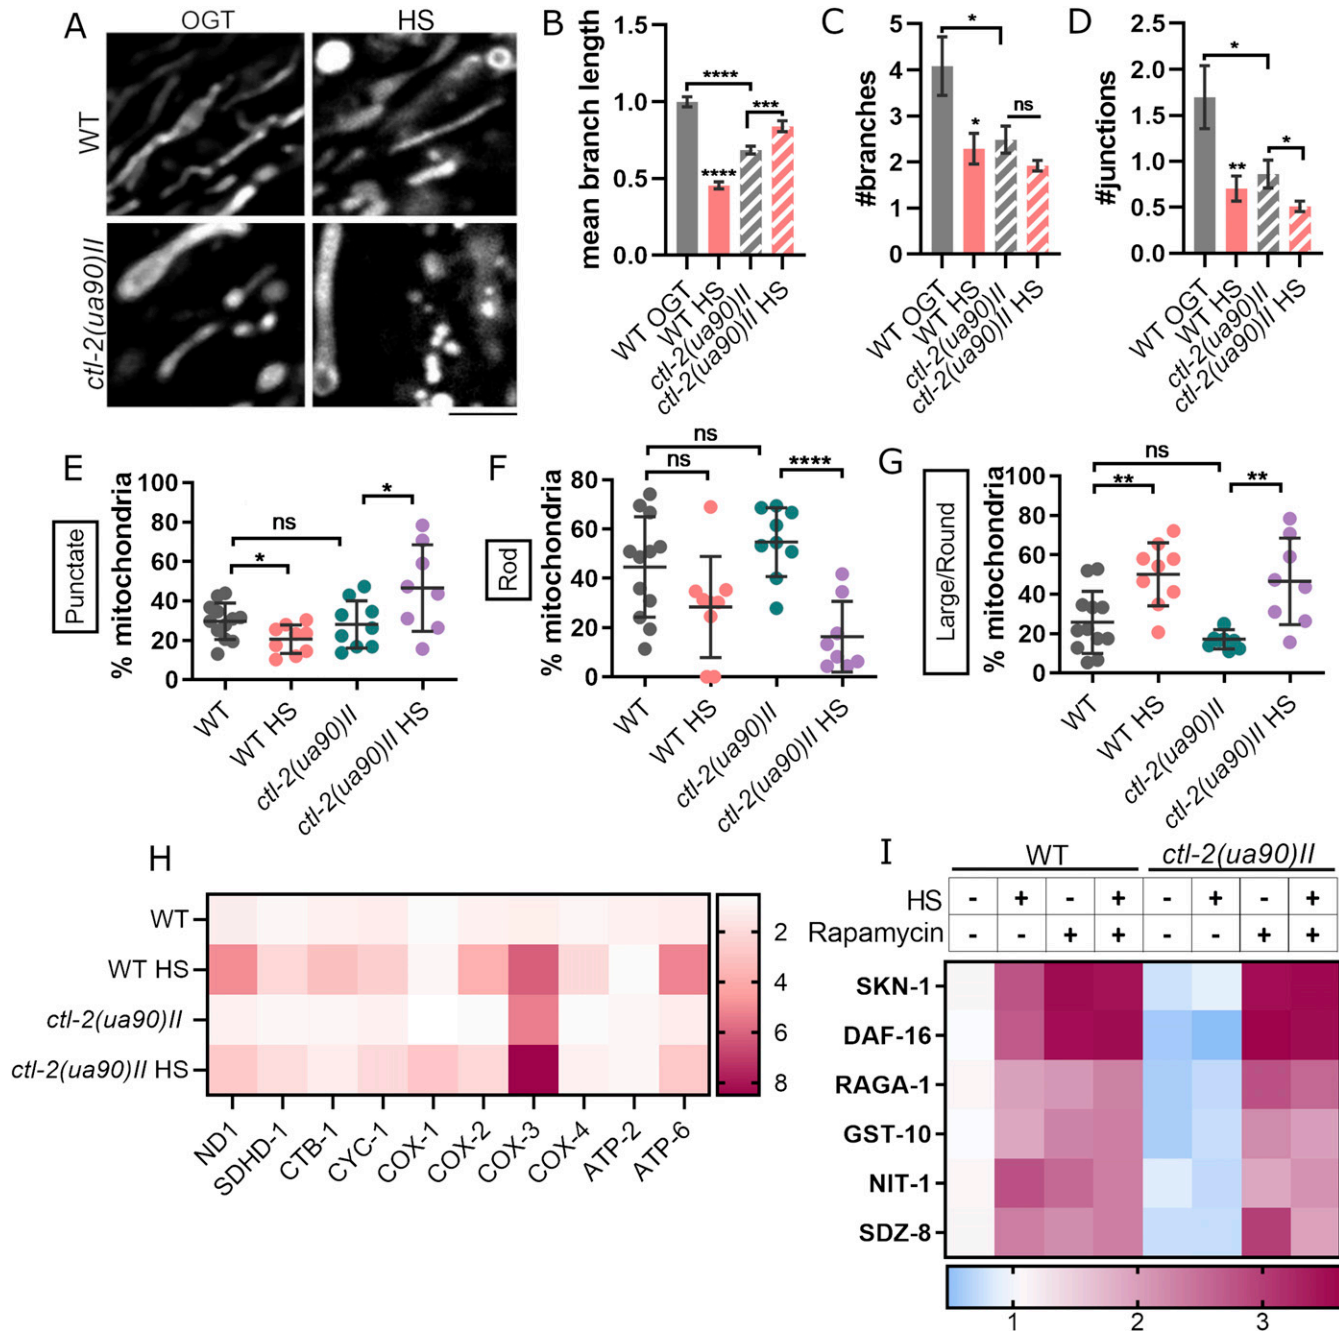 A
OGT
HS
WT
ctl-2(ua90)II
B
mean branch length
1.5
1.0
0.5
0.0
****
****
***
WT OGT
WT HS
ctl-2(ua90)II
ctl-2(ua90)II HS
C
#branches
5
4
3
2
1
0
*
*
ns
WT OGT
WT HS
ctl-2(ua90)II
ctl-2(ua90)II HS
D
#junctions
2.5
2.0
1.5
1.0
0.5
0.0
*
**
*
WT OGT
WT HS
ctl-2(ua90)II
ctl-2(ua90)II HS
E
Punctate
% mitochondria
100
80
60
40
20
0
*
ns
*
WT
WT HS
ctl-2(ua90)II
ctl-2(ua90)II HS
F
Rod
% mitochondria
80
60
40
20
0
ns
ns
****
WT
WT HS
ctl-2(ua90)II
ctl-2(ua90)II HS
G
Large/Round
% mitochondria
100
80
60
40
20
0
ns
**
**
WT
WT HS
ctl-2(ua90)II
ctl-2(ua90)II HS
H
WT
WT HS
ctl-2(ua90)II
ctl-2(ua90)II HS
2
4
6
8
ND1
SDHD-1
CTB-1
CYC-1
COX-1
COX-2
COX-3
COX-4
ATP-2
ATP-6
I
WT ctl-2(ua90)II
HS - + - + - + - +
Rapamycin - - + + - - + +
SKN-1
DAF-16
RAGA-1
GST-10
NIT-1
SDZ-8
1 2 3